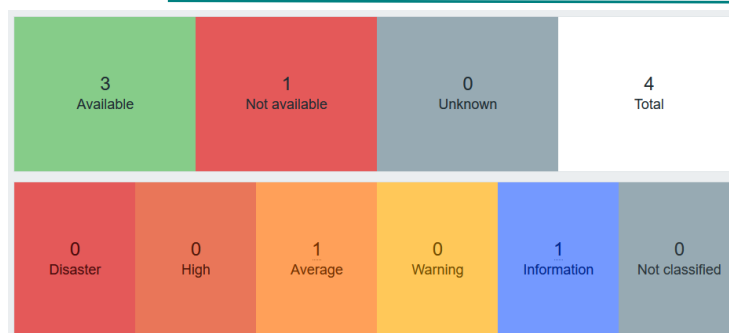 3
Available
1
Not available
0
Unknown
4
Total
0
Disaster
0
High
1
Average
0
Warning
1
Information
0
Not classified